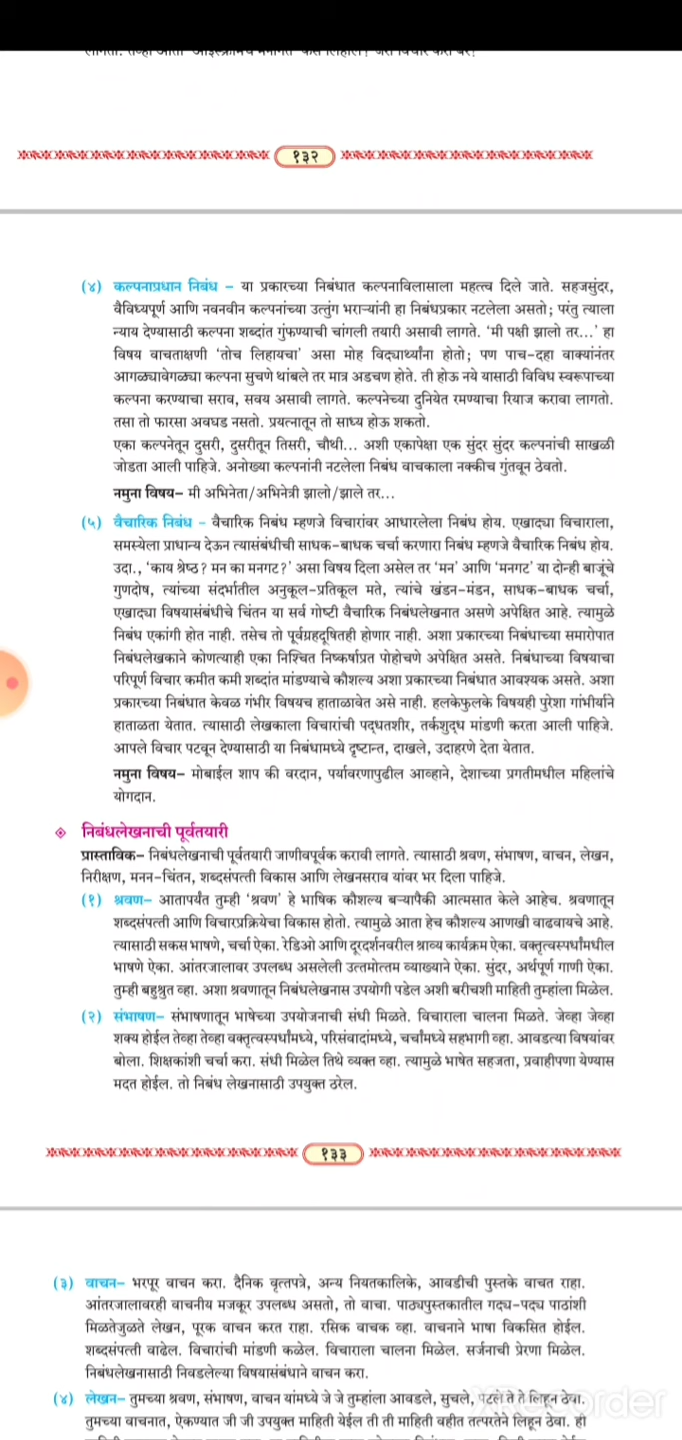 १३२
(४) कल्पनाप्रधान निबंध – या प्रकारच्या निबंधात कल्पनाविलासाला महत्त्व दिले जाते. सहजसुंदर,
वैविध्यपूर्ण आणि नवनवीन कल्पनांच्या उत्तुंग भराऱ्यांनी हा निबंधप्रकार नटलेला असतो; परंतु त्याला
न्याय देण्यासाठी कल्पना शब्दांत गुंफण्याची चांगली तयारी असावी लागते. ‘मी पक्षी झालो तर...’ हा
विषय वाचताक्षणी ‘तोच लिहायचा’ असा मोह विद्यार्थ्यांना होतो; पण पाच-दहा वाक्यांनंतर
आगळ्यावेगळ्या कल्पना सुचणे थांबले तर मात्र अडचण होते. ती होऊ नये यासाठी विविध स्वरूपाच्या
कल्पना करण्याचा सराव, सवय असावी लागते. कल्पनेच्या दुनियेत रमण्याचा रियाज करावा लागतो.
तसा तो फारसा अवघड नसतो. प्रयत्नातून तो साध्य होऊ शकतो.
एका कल्पनेतून दुसरी, दुसरीतून तिसरी, चौथी... अशी एकापेक्षा एक सुंदर सुंदर कल्पनांची साखळी
जोडता आली पाहिजे. अनोख्या कल्पनांनी नटलेला निबंध वाचकाला नक्कीच गुंतवून ठेवतो.
नमुना विषय– मी अभिनेता/अभिनेत्री झालो/झाले तर...
(५) वैचारिक निबंध – वैचारिक निबंध म्हणजे विचारांवर आधारलेला निबंध होय. एखाद्या विचाराला,
समस्येला प्राधान्य देऊन त्यासंबंधीची साधक-बाधक चर्चा करणारा निबंध म्हणजे वैचारिक निबंध होय.
उदा., ‘काय श्रेष्ठ? मन का मनगट?’ असा विषय दिला असेल तर ‘मन’ आणि ‘मनगट’ या दोन्ही बाजूंचे
गुणदोष, त्यांच्या संदर्भातील अनुकूल-प्रतिकूल मते, त्यांचे खंडन-मंडन, साधक-बाधक चर्चा,
एखाद्या विषयासंबंधीचे चिंतन या सर्व गोष्टी वैचारिक निबंधलेखनात असणे अपेक्षित आहे. त्यामुळे
निबंध एकांगी होत नाही. तसेच तो पूर्वग्रहदूषितही होणार नाही. अशा प्रकारच्या निबंधाच्या समारोपात
निबंधलेखकाने कोणत्याही एका निश्चित निष्कर्षाप्रत पोहोचणे अपेक्षित असते. निबंधाच्या विषयाचा
परिपूर्ण विचार कमीत कमी शब्दांत मांडण्याचे कौशल्य अशा प्रकारच्या निबंधात आवश्यक असते. अशा
प्रकारच्या निबंधात केवळ गंभीर विषयच हाताळावेत असे नाही. हलकेफुलके विषयही पुरेशा गांभीर्याने
हाताळता येतात. त्यासाठी लेखकाला विचारांची पद्धतशीर, तर्कशुद्ध मांडणी करता आली पाहिजे.
आपले विचार पटवून देण्यासाठी या निबंधामध्ये दृष्टान्त, दाखले, उदाहरणे देता येतात.
नमुना विषय– मोबाईल शाप की वरदान, पर्यावरणापुढील आव्हाने, देशाच्या प्रगतीमधील महिलांचे
योगदान.
निबंधलेखनाची पूर्वतयारी
प्रास्ताविक– निबंधलेखनाची पूर्वतयारी जाणीवपूर्वक करावी लागते. त्यासाठी श्रवण, संभाषण, वाचन, लेखन,
निरीक्षण, मनन-चिंतन, शब्दसंपत्ती विकास आणि लेखनसराव यांवर भर दिला पाहिजे.
(१) श्रवण– आतापर्यंत तुम्ही ‘श्रवण’ हे भाषिक कौशल्य बऱ्यापैकी आत्मसात केले आहेच. श्रवणातून
शब्दसंपत्ती आणि विचारप्रक्रियेचा विकास होतो. त्यामुळे आता हेच कौशल्य आणखी वाढवायचे आहे.
त्यासाठी सकस भाषणे, चर्चा ऐका. रेडिओ आणि दूरदर्शनवरील श्राव्य कार्यक्रम ऐका. वक्तृत्वस्पर्धांमधील
भाषणे ऐका. आंतरजालावर उपलब्ध असलेली उत्तमोत्तम व्याख्याने ऐका. सुंदर, अर्थपूर्ण गाणी ऐका.
तुम्ही बहुश्रुत व्हा. अशा श्रवणातून निबंधलेखनास उपयोगी पडेल अशी बरीचशी माहिती तुम्हांला मिळेल.
(२) संभाषण– संभाषणातून भाषेच्या उपयोजनाची संधी मिळते. विचाराला चालना मिळते. जेव्हा जेव्हा
शक्य होईल तेव्हा तेव्हा वक्तृत्वस्पर्धांमध्ये, परिसंवादांमध्ये, चर्चांमध्ये सहभागी व्हा. आवडत्या विषयांवर
बोला. शिक्षकांशी चर्चा करा. संधी मिळेल तिथे व्यक्त व्हा. त्यामुळे भाषेत सहजता, प्रवाहीपणा येण्यास
मदत होईल. तो निबंध लेखनासाठी उपयुक्त ठरेल.
१३३
(३) वाचन– भरपूर वाचन करा. दैनिक वृत्तपत्रे, अन्य नियतकालिके, आवडीची पुस्तके वाचत राहा.
आंतरजालावरही वाचनीय मजकूर उपलब्ध असतो, तो वाचा. पाठ्यपुस्तकातील गद्य-पद्य पाठांशी
मिळतेजुळते लेखन, पूरक वाचन करत राहा. रसिक वाचक व्हा. वाचनाने भाषा विकसित होईल.
शब्दसंपत्ती वाढेल. विचारांची मांडणी कळेल. विचाराला चालना मिळेल. सर्जनाची प्रेरणा मिळेल.
निबंधलेखनासाठी निवडलेल्या विषयासंबंधाने वाचन करा.
(४) लेखन– तुमच्या श्रवण, संभाषण, वाचन यांमध्ये जे जे तुम्हांला आवडले, सुचले, पटले ते ते लिहून ठेवा.
तुमच्या वाचनात, ऐकण्यात जी जी उपयुक्त माहिती येईल ती ती माहिती वहीत तत्परतेने लिहून ठेवा. ही
XRecorder